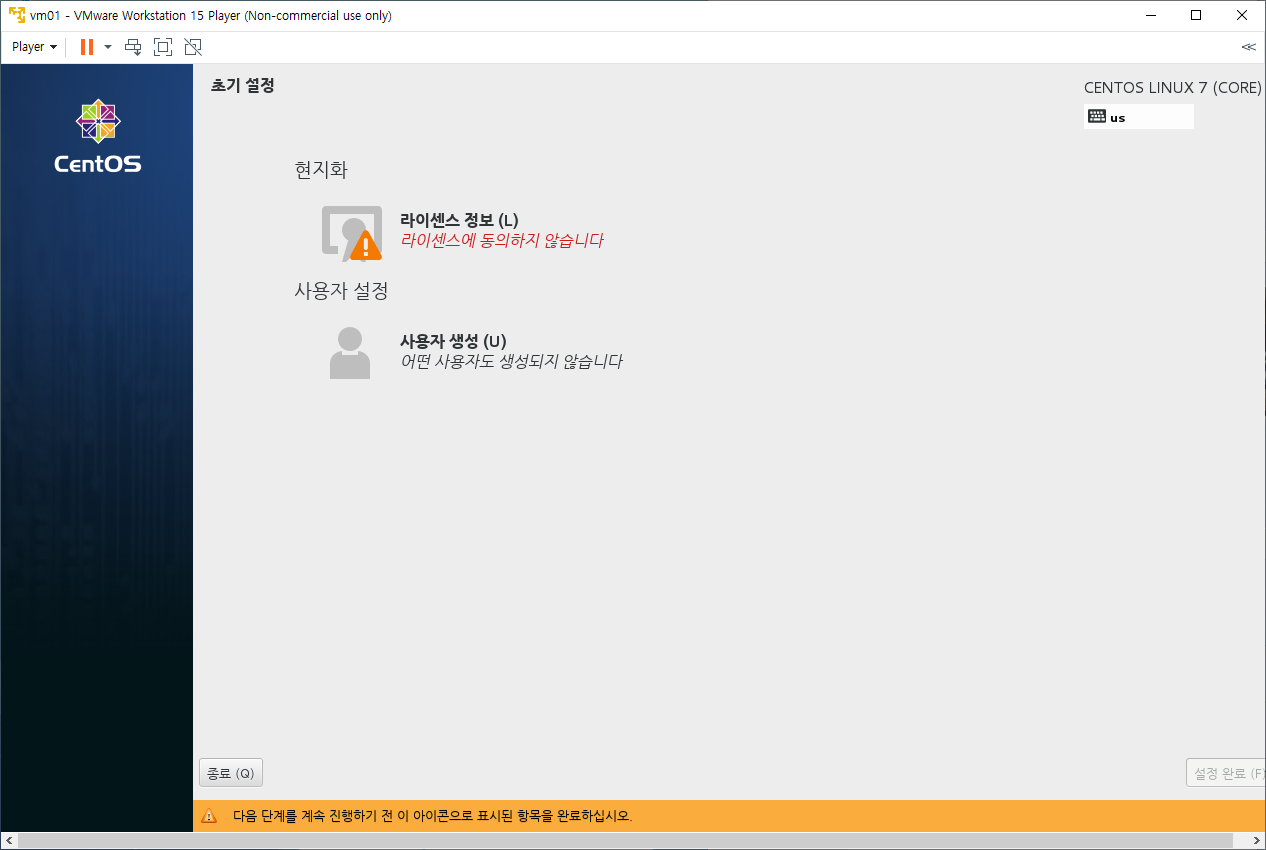 vm01 - VMware Workstation 15 Player (Non-commercial use only)
Player
CentOS
초기 설정
CENTOS LINUX 7 (CORE)
us
현지화
라이센스 정보 (L)
라이센스에 동의하지 않습니다
사용자 설정
사용자 생성 (U)
어떤 사용자도 생성되지 않습니다
종료 (Q)
설정 완료 (F)
다음 단계를 계속 진행하기 전 이 아이콘으로 표시된 항목을 완료하십시오.